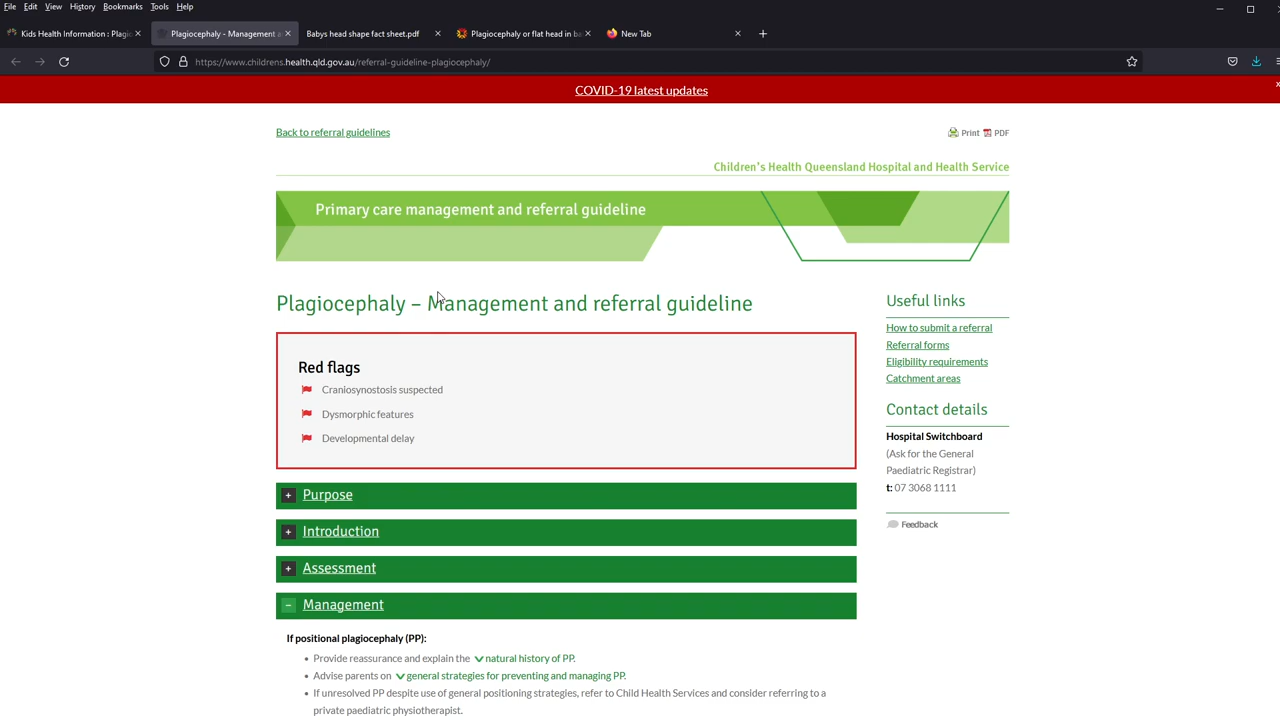 File Edit View History Bookmarks Tools Help
Kids Health Information : Plagi
Plagiocephaly - Management a
Babys head shape fact sheet.pdf
Plagiocephaly or flat head in ba
New Tab
https://www.childrens.health.qld.gov.au/referral-guideline-plagiocephaly/
COVID-19 latest updates
x
Back to referral guidelines
Print PDF
Children's Health Queensland Hospital and Health Service
Primary care management and referral guideline
Plagiocephaly – Management and referral guideline
Red flags
Craniosynostosis suspected
Dysmorphic features
Developmental delay
Purpose
Introduction
Assessment
Management
If positional plagiocephaly (PP):
• Provide reassurance and explain the natural history of PP.
• Advise parents on general strategies for preventing and managing PP.
• If unresolved PP despite use of general positioning strategies, refer to Child Health Services and consider referring to a
private paediatric physiotherapist.
Useful links
How to submit a referral
Referral forms
Eligibility requirements
Catchment areas
Contact details
Hospital Switchboard
(Ask for the General
Paediatric Registrar)
t: 07 3068 1111
Feedback